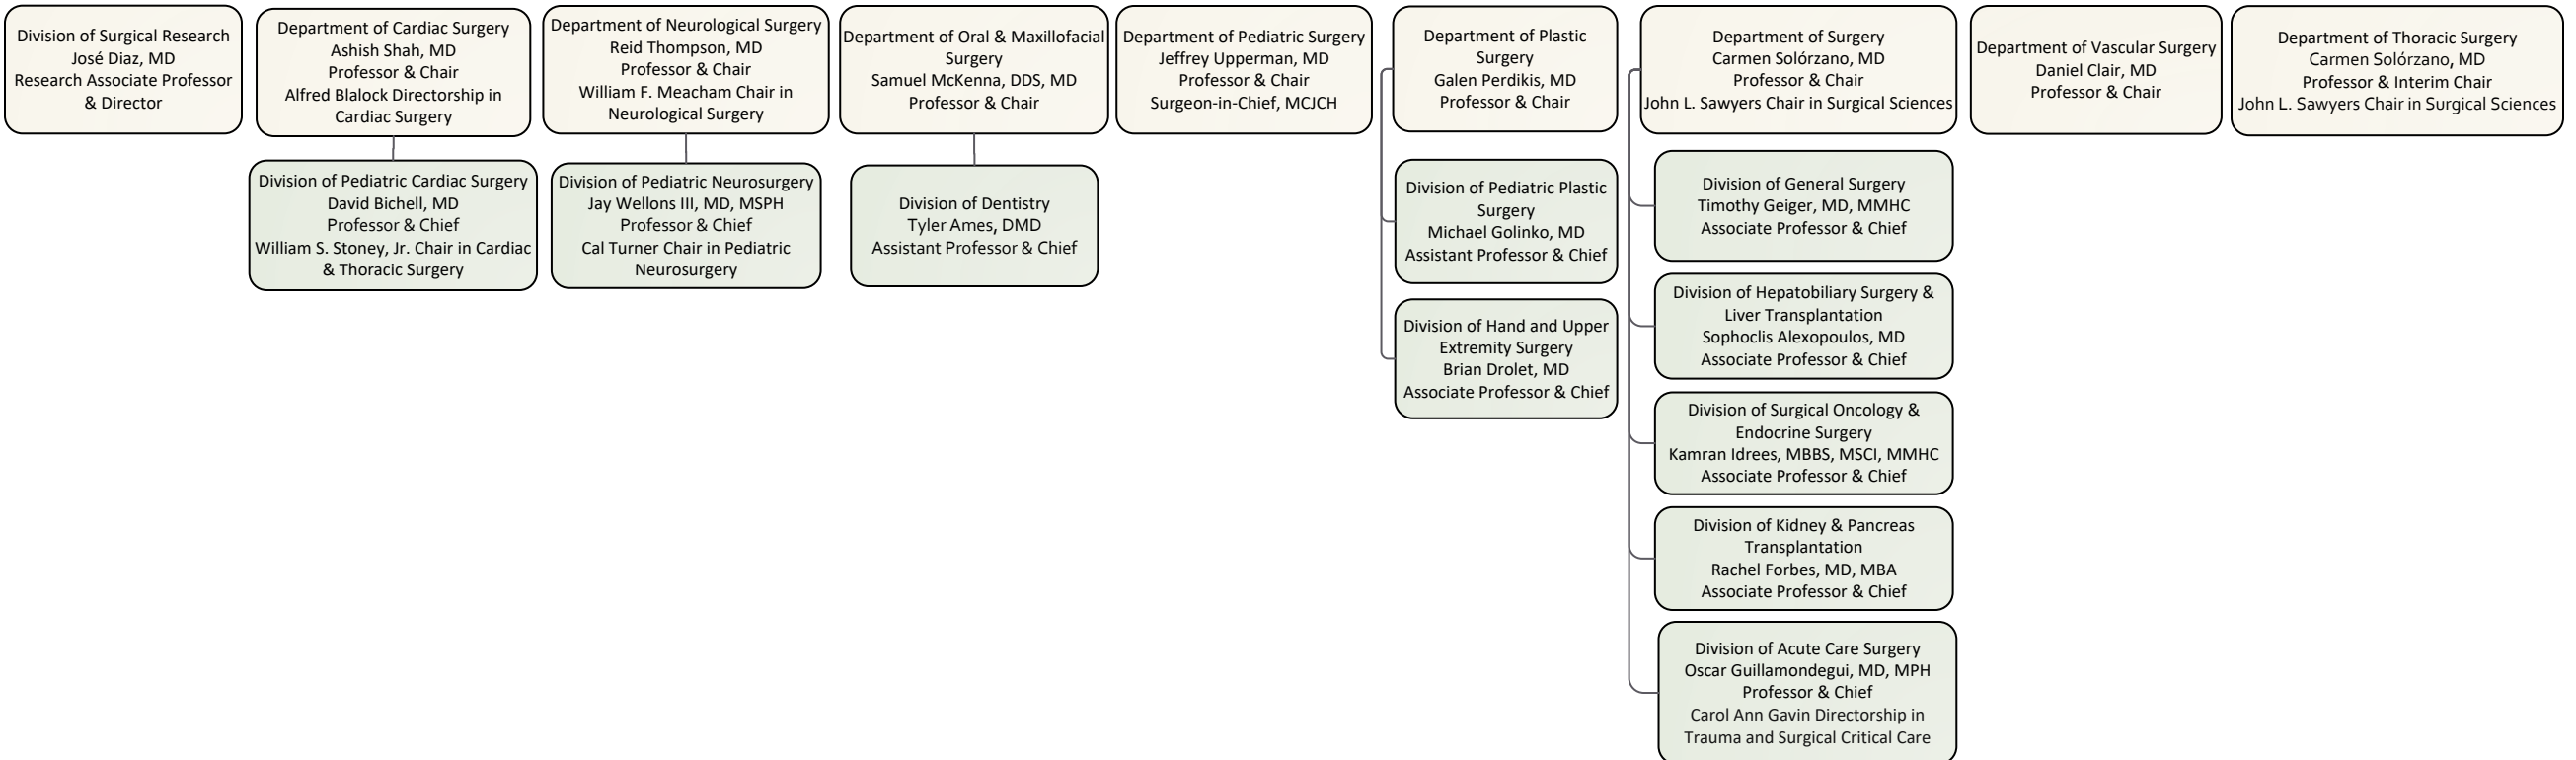 Division of Surgical Research
José Diaz, MD
Research Associate Professor
& Director
Department of Cardiac Surgery
Ashish Shah, MD
Professor & Chair
Alfred Blalock Directorship in
Cardiac Surgery
Department of Neurological Surgery
Reid Thompson, MD
Professor & Chair
William F. Meacham Chair in
Neurological Surgery
Department of Oral & Maxillofacial
Surgery
Samuel McKenna, DDS, MD
Professor & Chair
Department of Pediatric Surgery
Jeffrey Upperman, MD
Professor & Chair
Surgeon-in-Chief, MCJCH
Department of Plastic
Surgery
Galen Perdikis, MD
Professor & Chair
Department of Surgery
Carmen Solórzano, MD
Professor & Chair
John L. Sawyers Chair in Surgical Sciences
Department of Vascular Surgery
Daniel Clair, MD
Professor & Chair
Department of Thoracic Surgery
Carmen Solórzano, MD
Professor & Interim Chair
John L. Sawyers Chair in Surgical Sciences
Division of Pediatric Cardiac Surgery
David Bichell, MD
Professor & Chief
William S. Stoney, Jr. Chair in Cardiac
& Thoracic Surgery
Division of Pediatric Neurosurgery
Jay Wellons III, MD, MSPH
Professor & Chief
Cal Turner Chair in Pediatric
Neurosurgery
Division of Dentistry
Tyler Ames, DMD
Assistant Professor & Chief
Division of Pediatric Plastic
Surgery
Michael Golinko, MD
Assistant Professor & Chief
Division of Hand and Upper
Extremity Surgery
Brian Drolet, MD
Associate Professor & Chief
Division of General Surgery
Timothy Geiger, MD, MMHC
Associate Professor & Chief
Division of Hepatobiliary Surgery &
Liver Transplantation
Sophoclis Alexopoulos, MD
Associate Professor & Chief
Division of Surgical Oncology &
Endocrine Surgery
Kamran Idrees, MBBS, MSCI, MMHC
Associate Professor & Chief
Division of Kidney & Pancreas
Transplantation
Rachel Forbes, MD, MBA
Associate Professor & Chief
Division of Acute Care Surgery
Oscar Guillamondegui, MD, MPH
Professor & Chief
Carol Ann Gavin Directorship in
Trauma and Surgical Critical Care